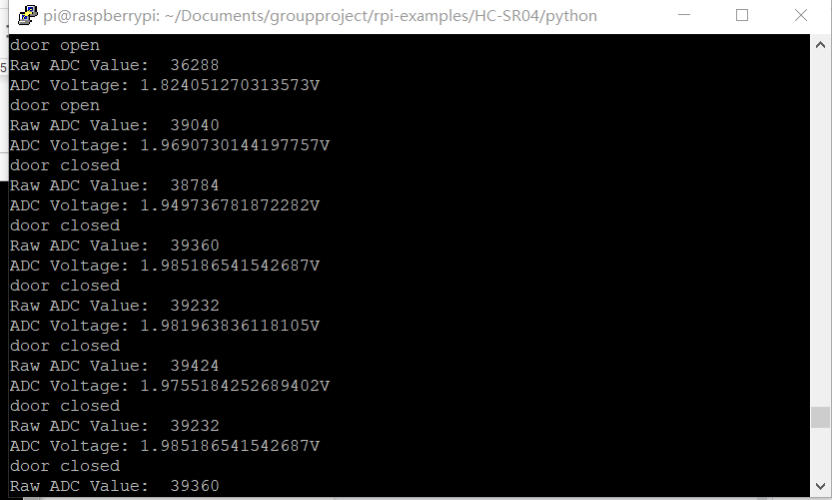 pi@raspberrypi: ~/Documents/groupproject/rpi-examples/HC-SR04/python
door open
Raw ADC Value:  36288
ADC Voltage: 1.824051270313573V
door open
Raw ADC Value:  39040
ADC Voltage: 1.9690730144197757V
door closed
Raw ADC Value:  38784
ADC Voltage: 1.949736781872282V
door closed
Raw ADC Value:  39360
ADC Voltage: 1.985186541542687V
door closed
Raw ADC Value:  39232
ADC Voltage: 1.981963836118105V
door closed
Raw ADC Value:  39424
ADC Voltage: 1.9755184252689402V
door closed
Raw ADC Value:  39232
ADC Voltage: 1.985186541542687V
door closed
Raw ADC Value:  39360